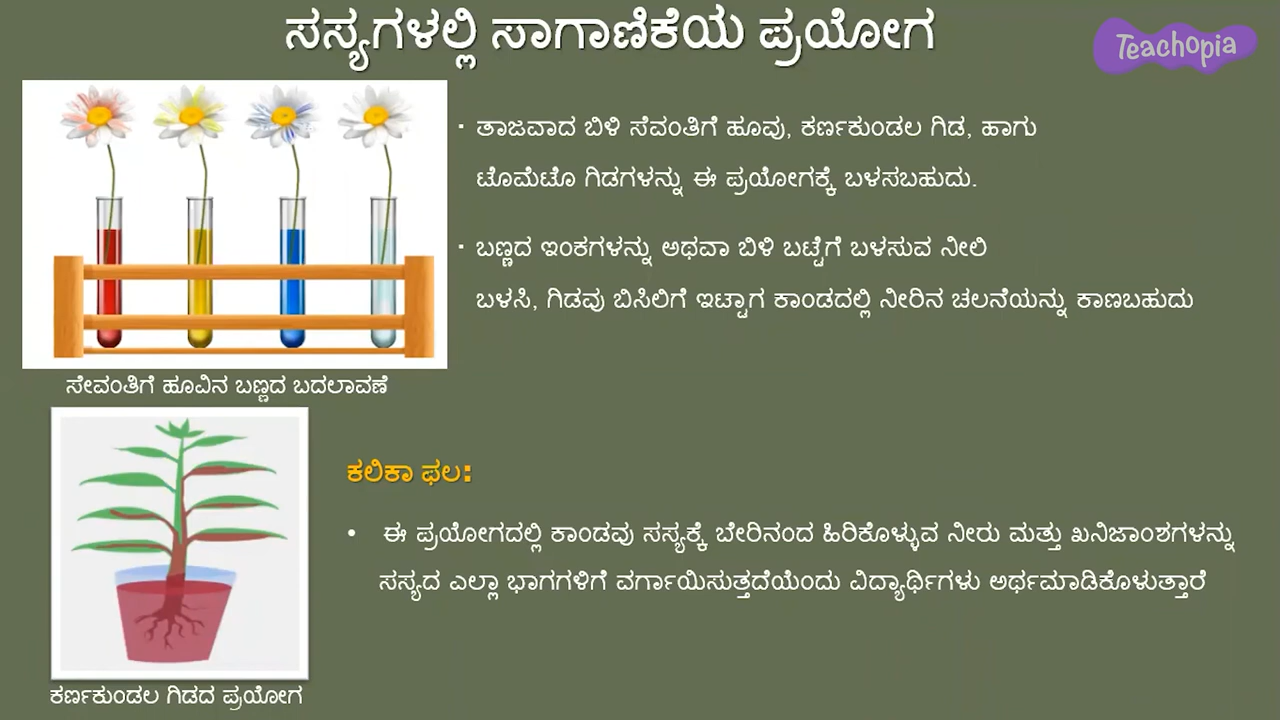 ಸಸ್ಯಗಳಲ್ಲಿ ಸಾಗಾಣಿಕೆಯ ಪ್ರಯೋಗ
Teachopia
· ತಾಜವಾದ ಬಿಳಿ ಸೆವಂತಿಗೆ ಹೂವು, ಕರ್ಣಕುಂಡಲ ಗಿಡ, ಹಾಗು
ಟೊಮೆಟೊ ಗಿಡಗಳನ್ನು ಈ ಪ್ರಯೋಗಕ್ಕೆ ಬಳಸಬಹುದು.
· ಬಣ್ಣದ ಇಂಕಗಳನ್ನು ಅಥವಾ ಬಿಳಿ ಬಟ್ಟೆಗೆ ಬಳಸುವ ನೀಲಿ
ಬಳಸಿ, ಗಿಡವು ಬಿಸಿಲಿಗೆ ಇಟ್ಟಾಗ ಕಾಂಡದಲ್ಲಿ ನೀರಿನ ಚಲನೆಯನ್ನು ಕಾಣಬಹುದು
ಸೇವಂತಿಗೆ ಹೂವಿನ ಬಣ್ಣದ ಬದಲಾವಣೆ
ಕಲಿಕಾ ಫಲ:
• ಈ ಪ್ರಯೋಗದಲ್ಲಿ ಕಾಂಡವು ಸಸ್ಯಕ್ಕೆ ಬೇರಿನಂದ ಹಿರಿಕೊಳ್ಳುವ ನೀರು ಮತ್ತು ಖನಿಜಾಂಶಗಳನ್ನು
ಸಸ್ಯದ ಎಲ್ಲಾ ಭಾಗಗಳಿಗೆ ವರ್ಗಾಯಿಸುತ್ತದೆಯೆಂದು ವಿದ್ಯಾರ್ಥಿಗಳು ಅರ್ಥಮಾಡಿಕೊಳುತ್ತಾರೆ
ಕರ್ಣಕುಂಡಲ ಗಿಡದ ಪ್ರಯೋಗ